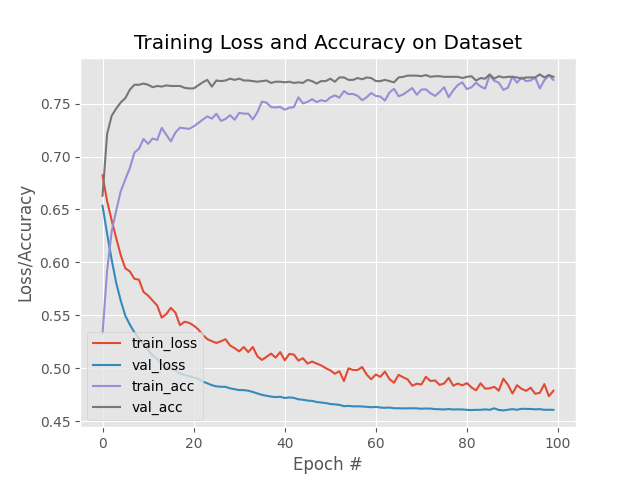 Training Loss and Accuracy on Dataset
Loss/Accuracy
0.75
0.70
0.65
0.60
0.55
0.50
0.45
train_loss
val_loss
train_acc
val_acc
0 20 40 60 80 100
Epoch #